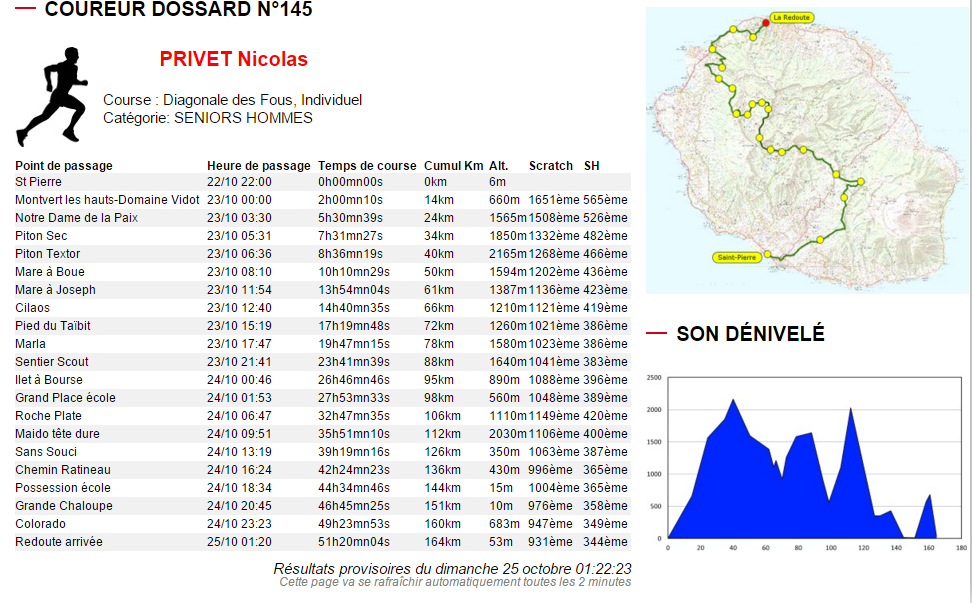 COUREUR DOSSARD N°145
PRIVET Nicolas
Course : Diagonale des Fous, Individuel
Catégorie: SENIORS HOMMES
Point de passage Heure de passage Temps de course Cumul Km Alt. Scratch SH
St Pierre 22/10 22:00 0h00mn00s 0km 6m
Montvert les hauts-Domaine Vidot 23/10 00:00 2h00mn10s 14km 660m 1651ème 565ème
Notre Dame de la Paix 23/10 03:30 5h30mn39s 24km 1565m 1508ème 526ème
Piton Sec 23/10 05:31 7h31mn27s 34km 1850m 1332ème 482ème
Piton Textor 23/10 06:36 8h36mn19s 40km 2165m 1268ème 466ème
Mare à Boue 23/10 08:10 10h10mn29s 50km 1594m 1202ème 436ème
Mare à Joseph 23/10 11:54 13h54mn04s 61km 1387m 1136ème 423ème
Cilaos 23/10 12:40 14h40mn35s 66km 1210m 1121ème 419ème
Pied du Taïbit 23/10 15:19 17h19mn48s 72km 1260m 1021ème 386ème
Marla 23/10 17:47 19h47mn15s 78km 1580m 1023ème 386ème
Sentier Scout 23/10 21:41 23h41mn39s 88km 1640m 1041ème 383ème
Ilet à Bourse 24/10 00:46 26h46mn46s 95km 890m 1088ème 396ème
Grand Place école 24/10 01:53 27h53mn33s 98km 560m 1048ème 389ème
Roche Plate 24/10 06:47 32h47mn35s 106km 1110m 1149ème 420ème
Maido tête dure 24/10 09:51 35h51mn10s 112km 2030m 1106ème 400ème
Sans Souci 24/10 13:19 39h19mn16s 126km 350m 1063ème 387ème
Chemin Ratineau 24/10 16:24 42h24mn23s 136km 430m 996ème 365ème
Possession école 24/10 18:34 44h34mn46s 144km 15m 1004ème 365ème
Grande Chaloupe 24/10 20:45 46h45mn25s 151km 10m 976ème 358ème
Colorado 24/10 23:23 49h23mn53s 160km 683m 947ème 349ème
Redoute arrivée 25/10 01:20 51h20mn04s 164km 53m 931ème 344ème
Résultats provisoires du dimanche 25 octobre 01:22:23
Cette page va se rafraîchir automatiquement toutes les 2 minutes
La Redoute
Saint-Pierre
SON DÉNIVELÉ
2500
2000
1500
1000
500
0
0 20 40 60 80 100 120 140 160 180